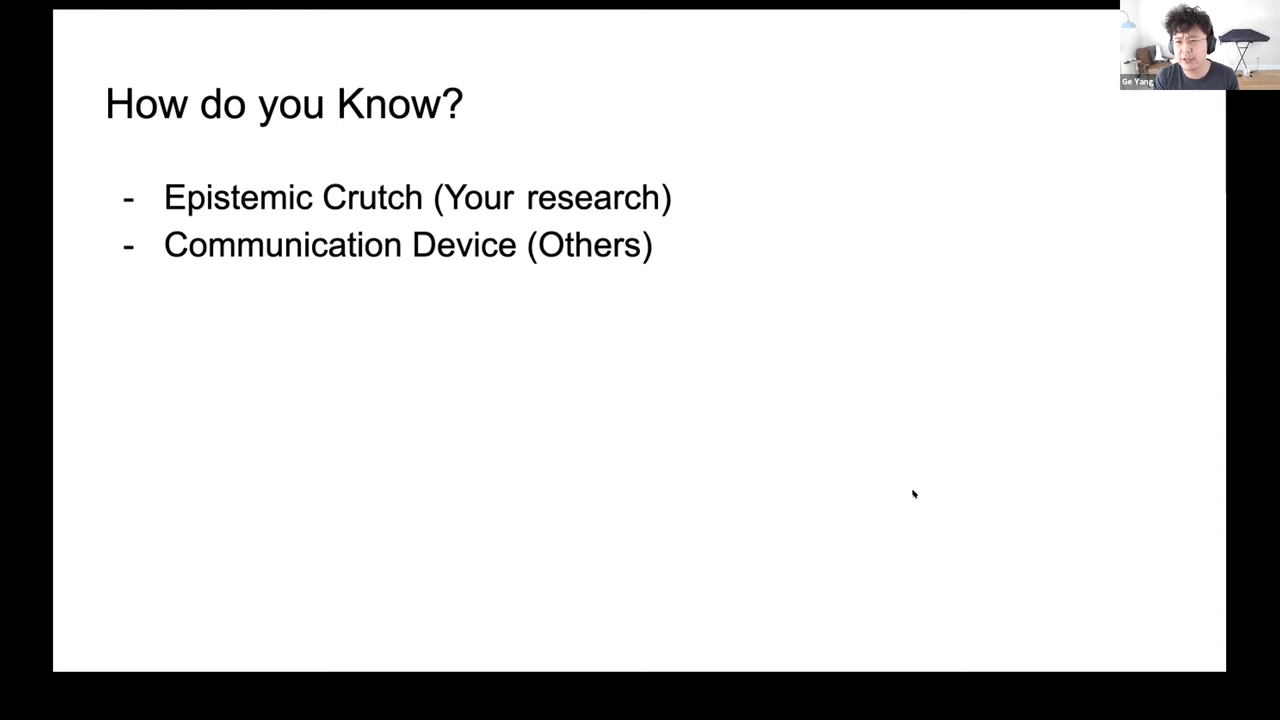 How do you Know?
- Epistemic Crutch (Your research)
- Communication Device (Others)
Ge Yang